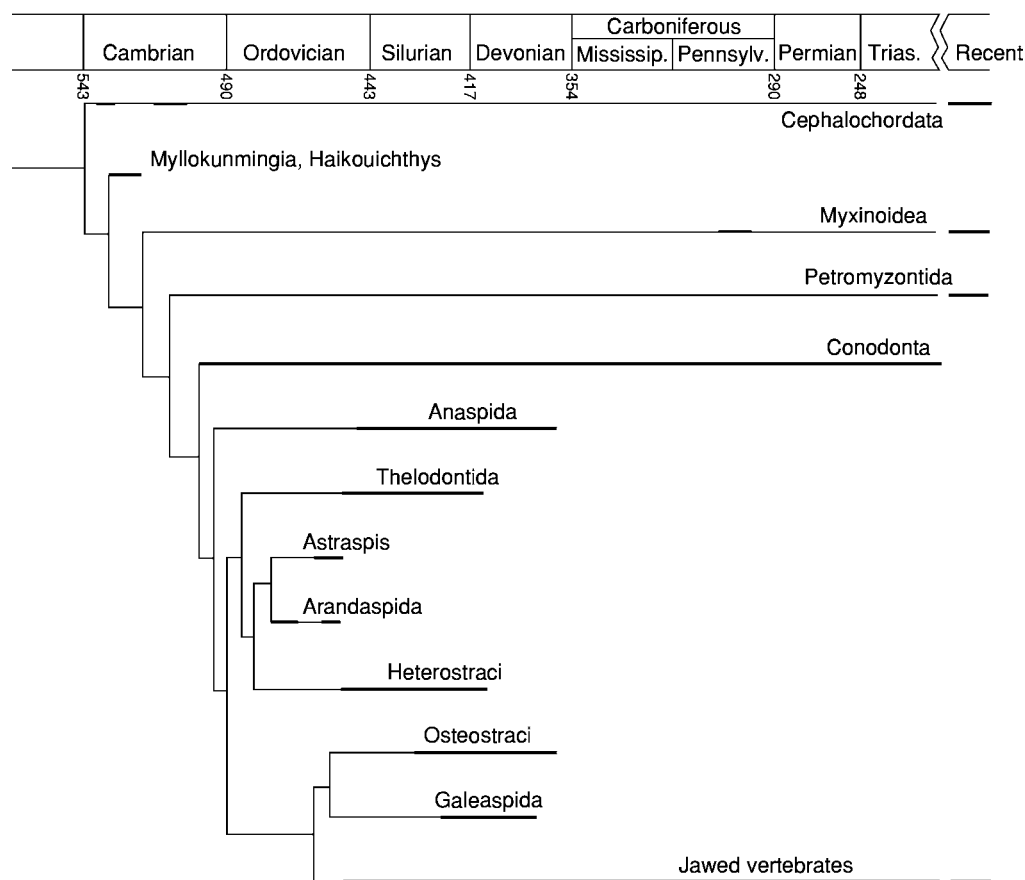 Carboniferous
Cambrian Ordovician Silurian Devonian Mississip. Pennsylv. Permian Trias. Recent
543 490 443 417 354 290 248
Cephalochordata
Myllokunmingia, Haikouichthys
Myxinoidea
Petromyzontida
Conodonta
Anaspida
Thelodontida
Astraspis
Arandaspida
Heterostraci
Osteostraci
Galeaspida
Jawed vertebrates